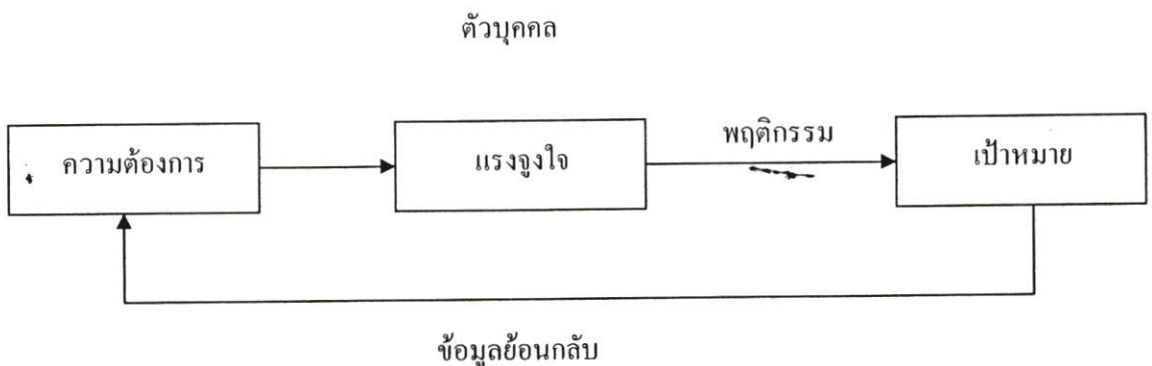 ตัวบุคคล
ความต้องการ
แรงจูงใจ
พฤติกรรม
เป้าหมาย
ข้อมูลย้อนกลับ